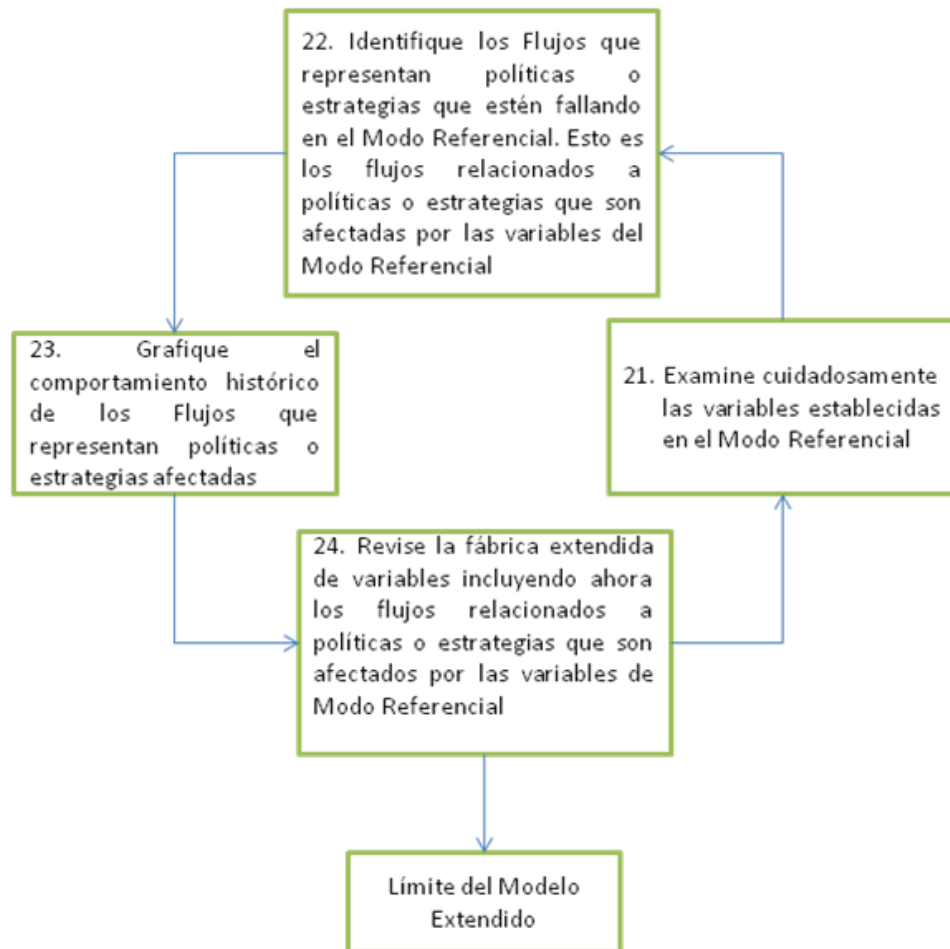 22. Identifique los Flujos que
representan políticas o
estrategias que estén fallando
en el Modo Referencial. Esto es
los flujos relacionados a
políticas o estrategias que son
afectadas por las variables del
Modo Referencial
23. Grafique el
comportamiento histórico
de los Flujos que
representan políticas o
estrategias afectadas
21. Examine cuidadosamente
las variables establecidas
en el Modo Referencial
24. Revise la fábrica extendida
de variables incluyendo ahora
los flujos relacionados a
políticas o estrategias que son
afectados por las variables de
Modo Referencial
Límite del Modelo
Extendido